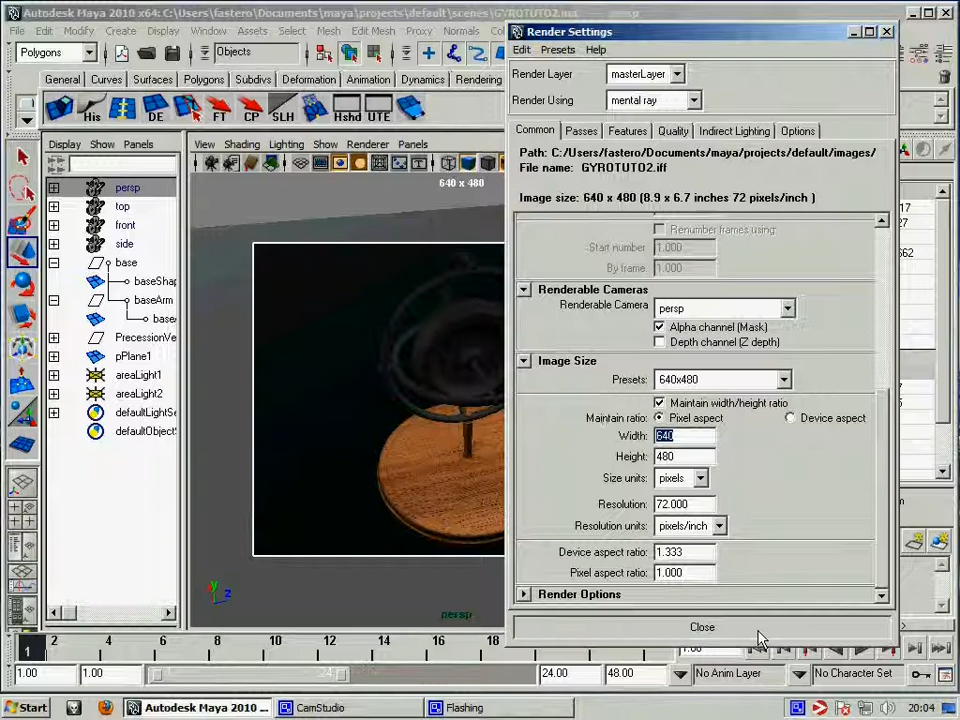 Autodesk Maya 2010 x64: C:\Users\fastero\Documents\maya\projects\default\scenes\GYROTUTO2.ma
persp
File Edit Modify Create Display Window Assets Select Mesh Edit Mesh Proxy Normals
Polygons
Objects
General Curves Surfaces Polygons Subdivs Deformation Animation Dynamics Rendering
His DE FT CP SLH Hshd UTE
Display Show Panels
View Shading Lighting Show Renderer Panels
640 x 480
persp
top
front
side
base
baseShap
baseArm
base
PrecessionVe
pPlane1
areaLight1
areaLight2
defaultLightSe
defaultObjectS
y
z
persp
Render Settings
Edit Presets Help
Render Layer masterLayer
Render Using mental ray
Common Passes Features Quality Indirect Lighting Options
Path: C:/Users/fastero/Documents/maya/projects/default/images/
File name: GYROTUTO2.iff
Image size: 640 x 480 (8.9 x 6.7 inches 72 pixels/inch )
Renumber frames using:
Start number 1.000
By frame 1.000
Renderable Cameras
Renderable Camera persp
Alpha channel (Mask)
Depth channel (Z depth)
Image Size
Presets: 640x480
Maintain width/height ratio
Maintain ratio: Pixel aspect Device aspect
Width: 640
Height: 480
Size units: pixels
Resolution: 72.000
Resolution units: pixels/inch
Device aspect ratio: 1.333
Pixel aspect ratio: 1.000
Render Options
Close
1 2 4 6 8 10 12 14 16 18
1.00
1.00 1.00 24.00 48.00 No Anim Layer No Character Set
Start Autodesk Maya 2010 ... CamStudio Flashing 20:04